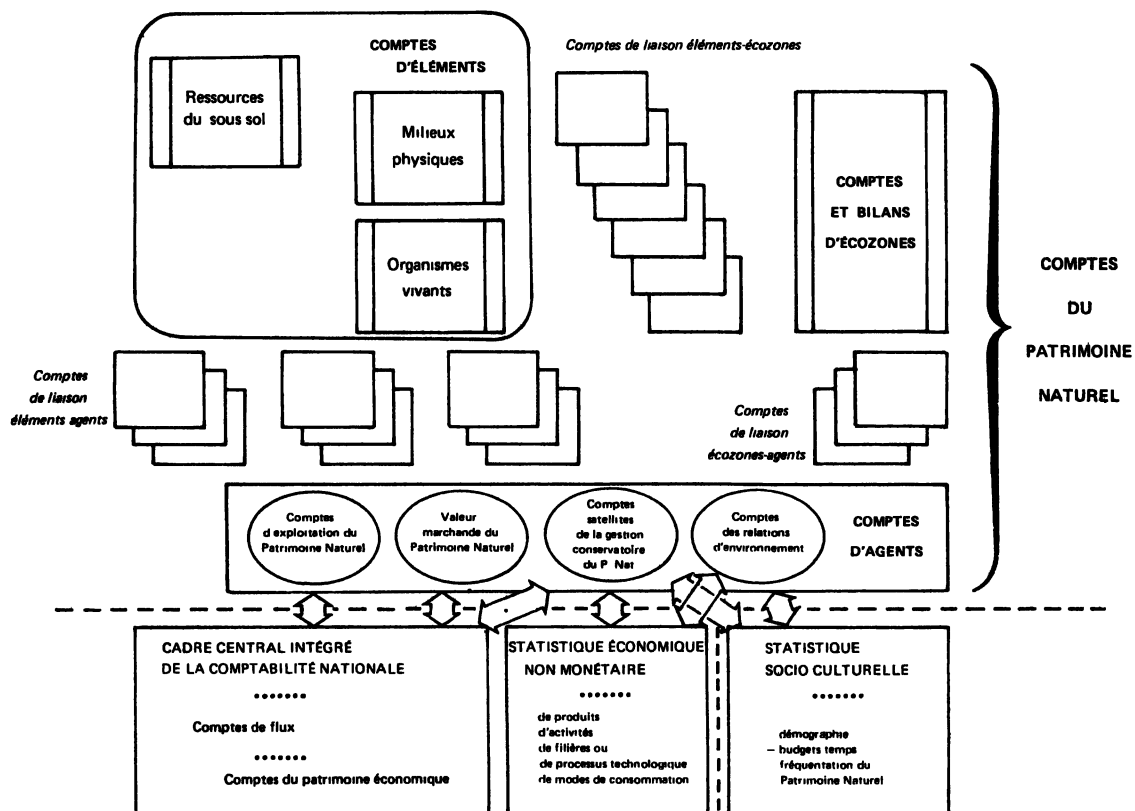 COMPTES
D'ÉLÉMENTS
Ressources
du sous sol
Milieux
physiques
Organismes
vivants
Comptes de liaison éléments-écozones
COMPTES
ET BILANS
D'ÉCOZONES
COMPTES
DU
PATRIMOINE
NATUREL
Comptes
de liaison
éléments agents
Comptes
de liaison
écozones-agents
Comptes
d exploitation du
Patrimoine Naturel
Valeur
marchande du
Patrimoine Naturel
Comptes
satellites
de la gestion
conservatoire
du P Nat
Comptes
des relations
d'environnement
COMPTES
D'AGENTS
CADRE CENTRAL INTÉGRÉ
DE LA COMPTABILITÉ NATIONALE
.......
Comptes de flux
.......
Comptes du patrimoine économique
STATISTIQUE ÉCONOMIQUE
NON MONÉTAIRE
.......
de produits
d'activités
de filières ou
de processus technologique
de modes de consommation
STATISTIQUE
SOCIO CULTURELLE
.......
démographie
– budgets temps
fréquentation du
Patrimoine Naturel